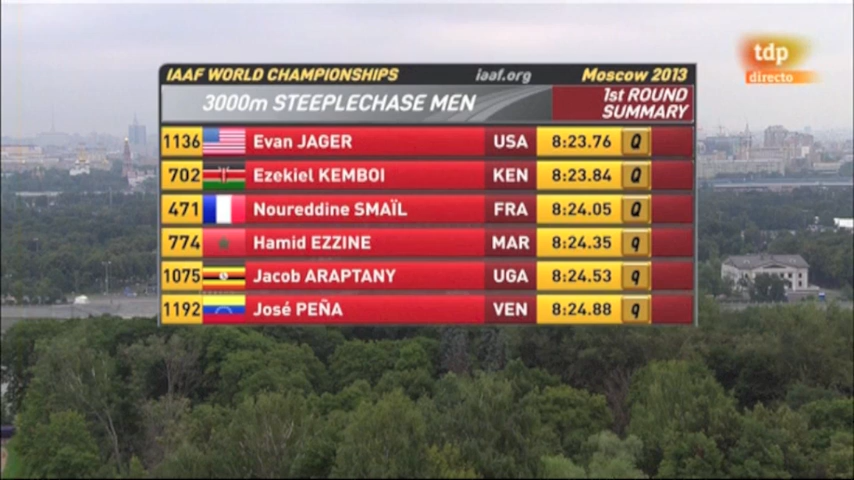 tdp
directo
IAAF WORLD CHAMPIONSHIPS iaaf.org Moscow 2013
3000m STEEPLECHASE MEN 1st ROUND SUMMARY
1136 Evan JAGER USA 8:23.76 Q
702 Ezekiel KEMBOI KEN 8:23.84 Q
471 Noureddine SMAÏL FRA 8:24.05 Q
774 Hamid EZZINE MAR 8:24.35 q
1075 Jacob ARAPTANY UGA 8:24.53 q
1192 José PEÑA VEN 8:24.88 q